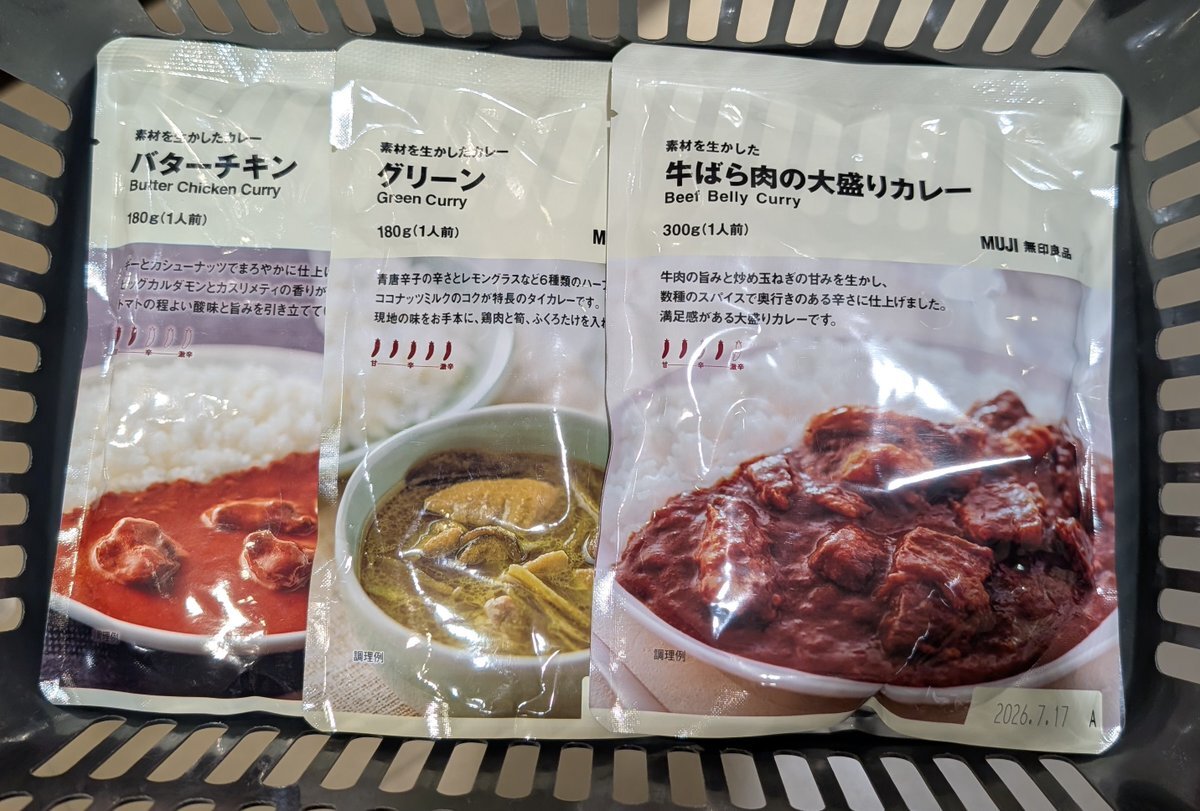 素材を生かしたカレー
バターチキン
Butter Chicken Curry
180g(1人前)
とカシューナッツでまろやかに仕上げ
ビッグカルダモンとカスリメティの香りが
トマトの程よい酸味と旨みを引き立てて
辛 激辛
素材を生かしたカレー
グリーン
Green Curry
180g(1人前)
M
青唐辛子の辛さとレモングラスなど6種類のハーブ
ココナッツミルクのコクが特長のタイカレーです。
現地の味をお手本に、鶏肉と筍、ふくろたけを入れ
甘 辛 激辛
調理例
素材を生かした
牛ばら肉の大盛りカレー
Beef Belly Curry
300g(1人前)
MUJI 無印良品
牛肉の旨みと炒め玉ねぎの甘みを生かし、
数種のスパイスで奥行きのある辛さに仕上げました。
満足感がある大盛りカレーです。
甘 辛 激辛
調理例
2026.7.17 A